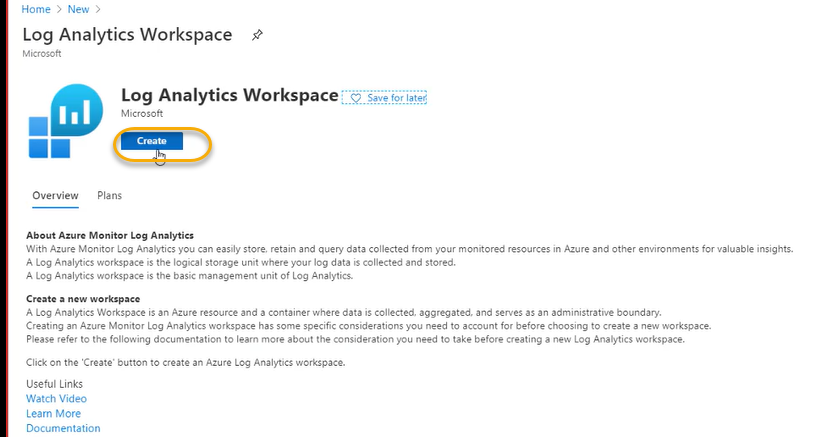 Home > New >
Log Analytics Workspace
Microsoft
Log Analytics Workspace
Save for later
Microsoft
Create
Overview Plans
About Azure Monitor Log Analytics
With Azure Monitor Log Analytics you can easily store, retain and query data collected from your monitored resources in Azure and other environments for valuable insights.
A Log Analytics workspace is the logical storage unit where your log data is collected and stored.
A Log Analytics workspace is the basic management unit of Log Analytics.
Create a new workspace
A Log Analytics Workspace is an Azure resource and a container where data is collected, aggregated, and serves as an administrative boundary.
Creating an Azure Monitor Log Analytics workspace has some specific considerations you need to account for before choosing to create a new workspace.
Please refer to the following documentation to learn more about the consideration you need to take before creating a new Log Analytics workspace.
Click on the 'Create' button to create an Azure Log Analytics workspace.
Useful Links
Watch Video
Learn More
Documentation